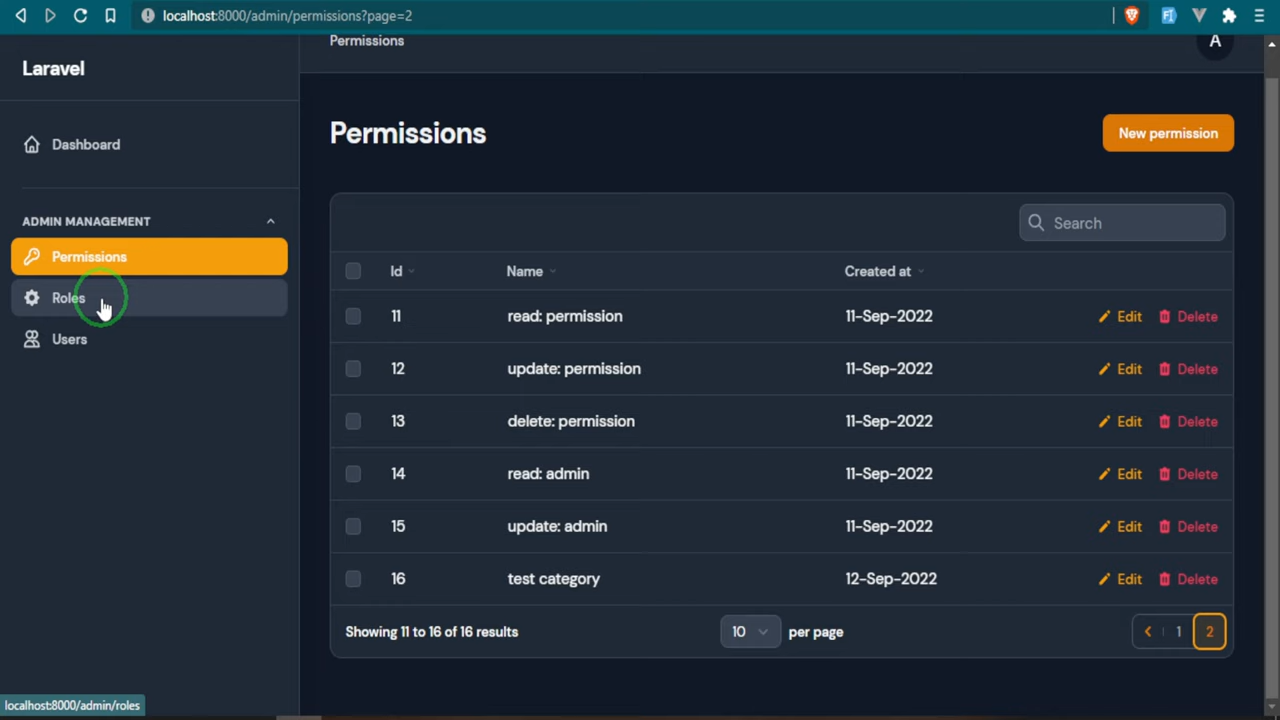 localhost:8000/admin/permissions?page=2
Laravel
Permissions
A
Dashboard
ADMIN MANAGEMENT
Permissions
Roles
Users
Permissions
New permission
Search
Id Name Created at
11 read: permission 11-Sep-2022 Edit Delete
12 update: permission 11-Sep-2022 Edit Delete
13 delete: permission 11-Sep-2022 Edit Delete
14 read: admin 11-Sep-2022 Edit Delete
15 update: admin 11-Sep-2022 Edit Delete
16 test category 12-Sep-2022 Edit Delete
Showing 11 to 16 of 16 results 10 per page 1 2
localhost:8000/admin/roles